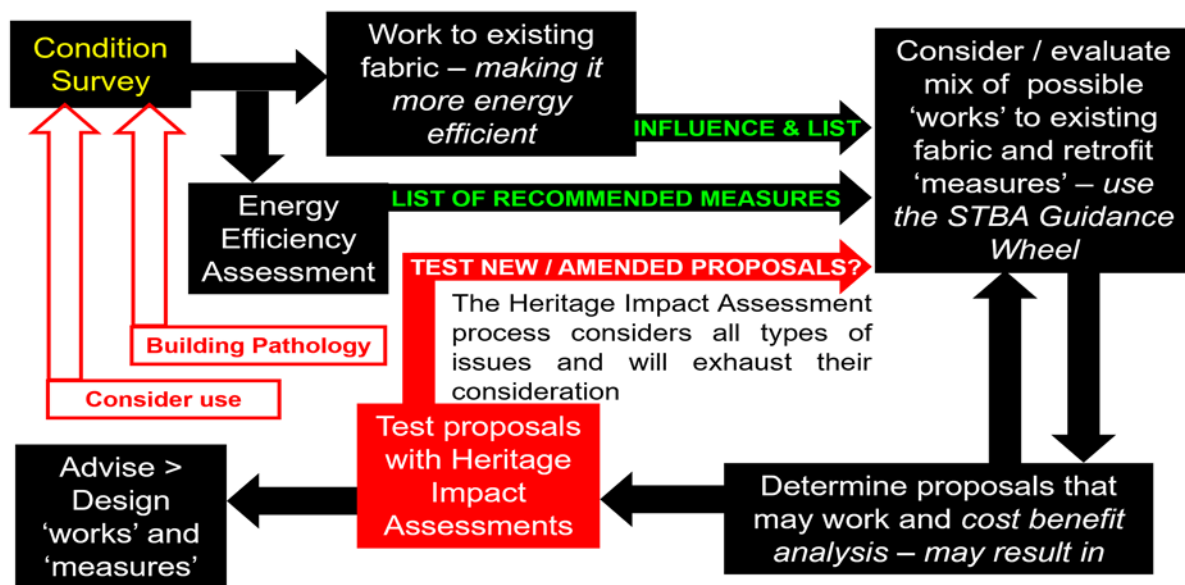 Condition
Survey
Work to existing
fabric – making it
more energy
efficient
INFLUENCE & LIST
Consider / evaluate
mix of possible
‘works’ to existing
fabric and retrofit
‘measures’ – use
the STBA Guidance
Wheel
Energy
Efficiency
Assessment
LIST OF RECOMMENDED MEASURES
TEST NEW / AMENDED PROPOSALS?
The Heritage Impact Assessment
process considers all types of
issues and will exhaust their
consideration
Building Pathology
Consider use
Test proposals
with Heritage
Impact
Assessments
Advise >
Design
‘works’ and
‘measures’
Determine proposals that
may work and cost benefit
analysis – may result in